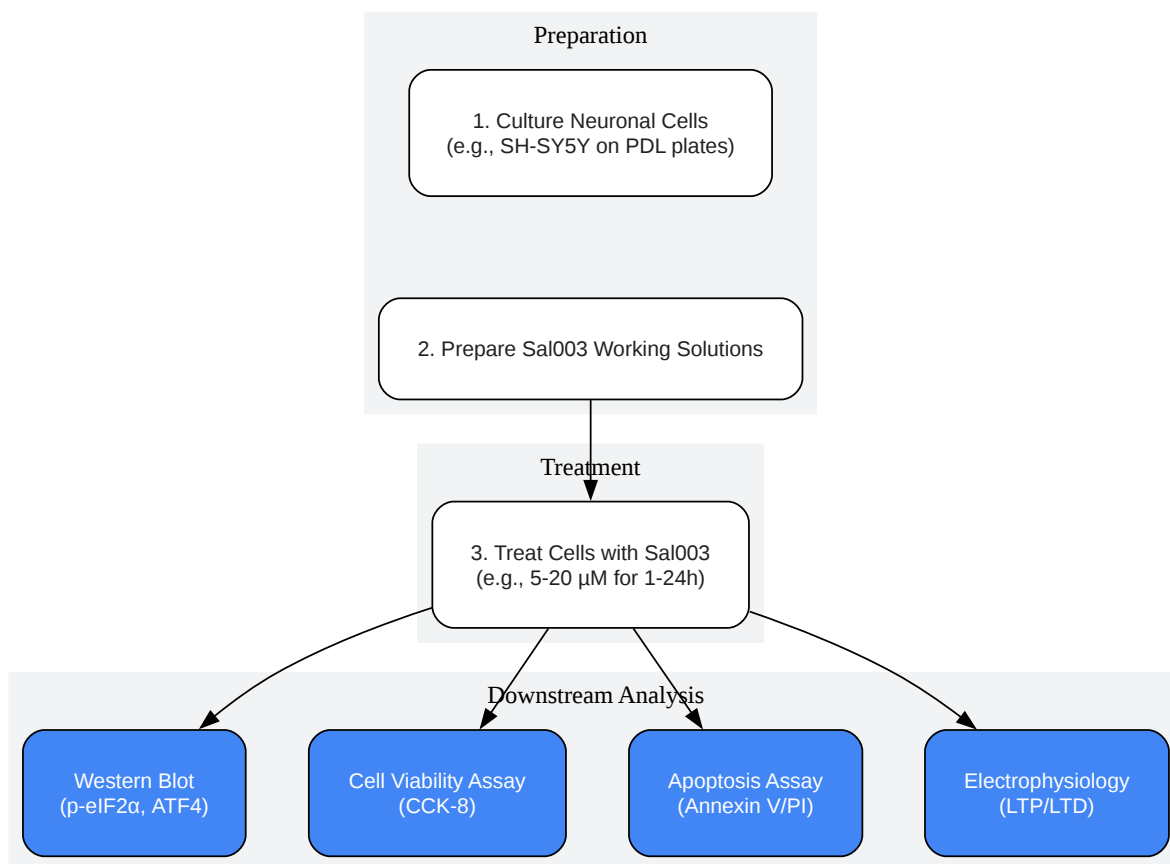 Preparation
1. Culture Neuronal Cells
(e.g., SH-SY5Y on PDL plates)
2. Prepare Sal003 Working Solutions
Treatment
3. Treat Cells with Sal003
(e.g., 5-20 µM for 1-24h)
Downstream Analysis
Western Blot
(p-eIF2α, ATF4)
Cell Viability Assay
(CCK-8)
Apoptosis Assay
(Annexin V/PI)
Electrophysiology
(LTP/LTD)